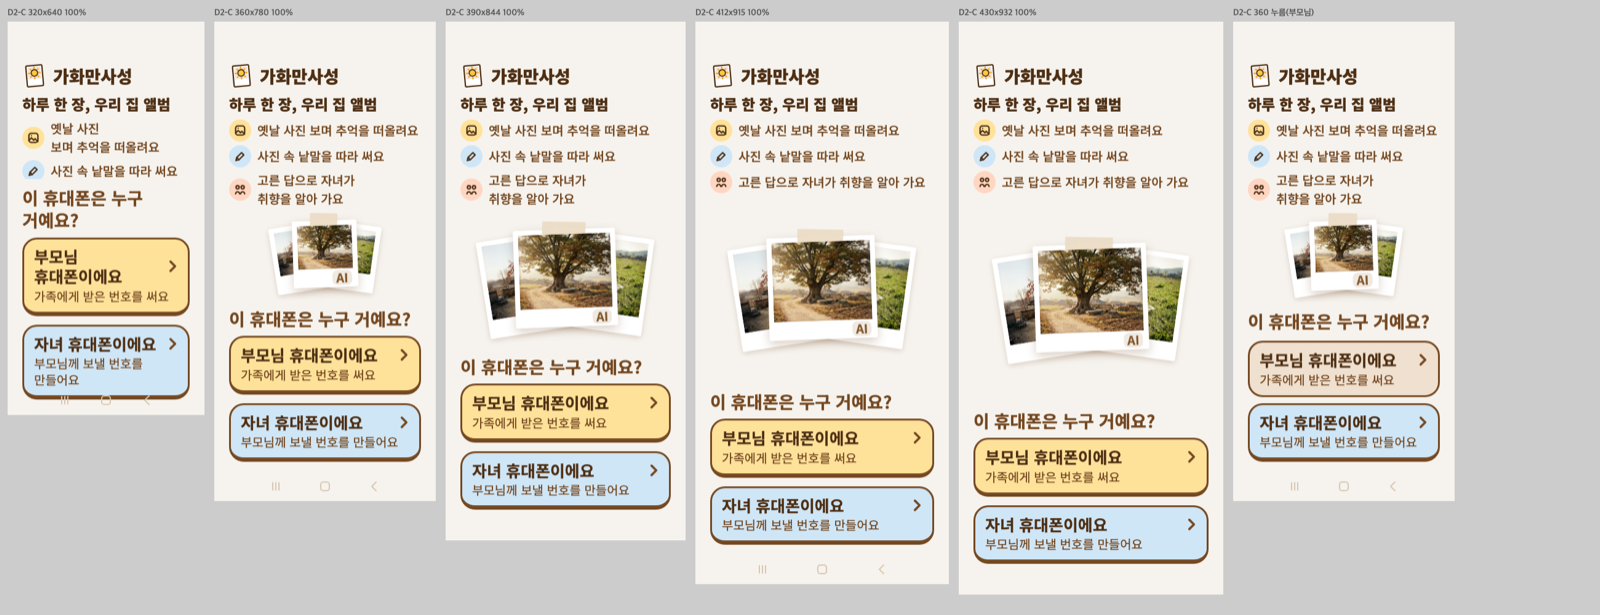 D2-C 320x640 100%
가화만사성
하루 한 장, 우리 집 앨범
옛날 사진
보며 추억을 떠올려요
사진 속 낱말을 따라 써요
이 휴대폰은 누구
거예요?
부모님
휴대폰이에요
가족에게 받은 번호를 써요
자녀 휴대폰이에요
부모님께 보낼 번호를
만들어요
D2-C 360x780 100%
가화만사성
하루 한 장, 우리 집 앨범
옛날 사진 보며 추억을 떠올려요
사진 속 낱말을 따라 써요
고른 답으로 자녀가
취향을 알아 가요
AI
이 휴대폰은 누구 거예요?
부모님 휴대폰이에요
가족에게 받은 번호를 써요
자녀 휴대폰이에요
부모님께 보낼 번호를 만들어요
D2-C 390x844 100%
가화만사성
하루 한 장, 우리 집 앨범
옛날 사진 보며 추억을 떠올려요
사진 속 낱말을 따라 써요
고른 답으로 자녀가
취향을 알아 가요
AI
이 휴대폰은 누구 거예요?
부모님 휴대폰이에요
가족에게 받은 번호를 써요
자녀 휴대폰이에요
부모님께 보낼 번호를 만들어요
D2-C 412x915 100%
가화만사성
하루 한 장, 우리 집 앨범
옛날 사진 보며 추억을 떠올려요
사진 속 낱말을 따라 써요
고른 답으로 자녀가 취향을 알아 가요
AI
이 휴대폰은 누구 거예요?
부모님 휴대폰이에요
가족에게 받은 번호를 써요
자녀 휴대폰이에요
부모님께 보낼 번호를 만들어요
D2-C 430x932 100%
가화만사성
하루 한 장, 우리 집 앨범
옛날 사진 보며 추억을 떠올려요
사진 속 낱말을 따라 써요
고른 답으로 자녀가 취향을 알아 가요
AI
이 휴대폰은 누구 거예요?
부모님 휴대폰이에요
가족에게 받은 번호를 써요
자녀 휴대폰이에요
부모님께 보낼 번호를 만들어요
D2-C 360 누름(부모님)
가화만사성
하루 한 장, 우리 집 앨범
옛날 사진 보며 추억을 떠올려요
사진 속 낱말을 따라 써요
고른 답으로 자녀가
취향을 알아 가요
AI
이 휴대폰은 누구 거예요?
부모님 휴대폰이에요
가족에게 받은 번호를 써요
자녀 휴대폰이에요
부모님께 보낼 번호를 만들어요